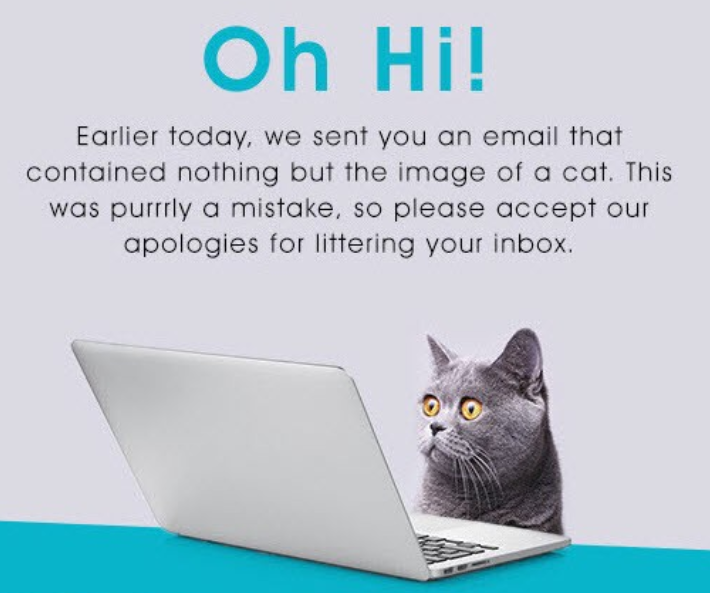 Oh Hi!
Earlier today, we sent you an email that
contained nothing but the image of a cat. This
was purrrly a mistake, so please accept our
apologies for littering your inbox.